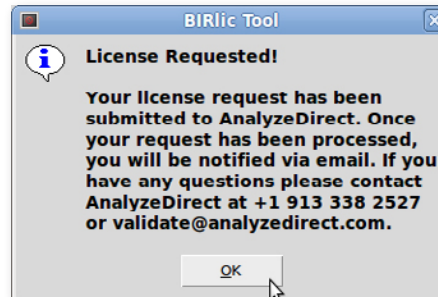 BIRlic Tool
License Requested!
Your license request has been
submitted to AnalyzeDirect. Once
your request has been processed,
you will be notified via email. If you
have any questions please contact
AnalyzeDirect at +1 913 338 2527
or validate@analyzedirect.com.
OK